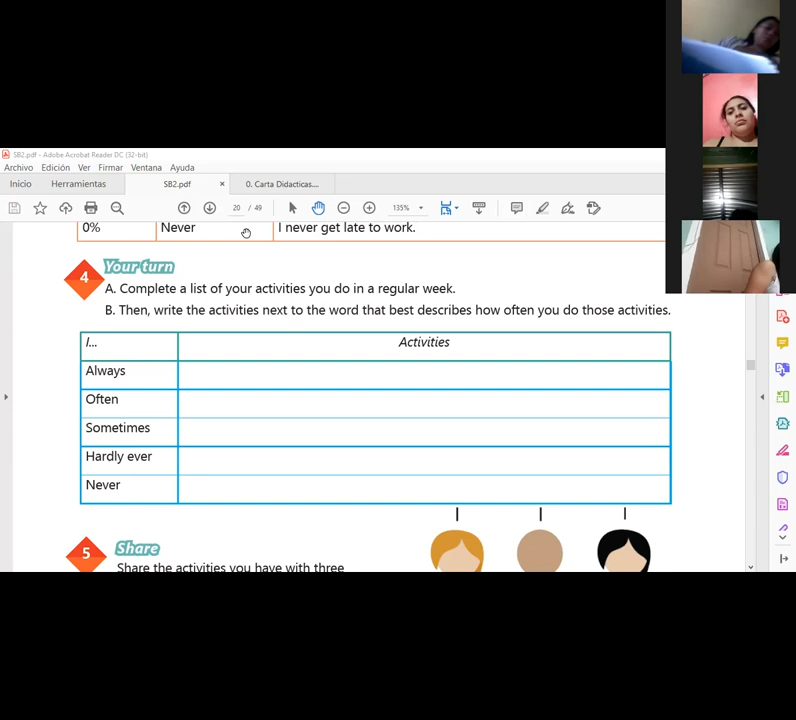 SB2.pdf - Adobe Acrobat Reader DC (32-bit)
Archivo Edición Ver Firmar Ventana Ayuda
Inicio Herramientas SB2.pdf × 0. Carta Didacticas....
20 / 49 135%
0% Never I never get late to work.
4 Your turn
A. Complete a list of your activities you do in a regular week.
B. Then, write the activities next to the word that best describes how often you do those activities.
I... Activities
Always
Often
Sometimes
Hardly ever
Never
5 Share
Share the activities you have with three